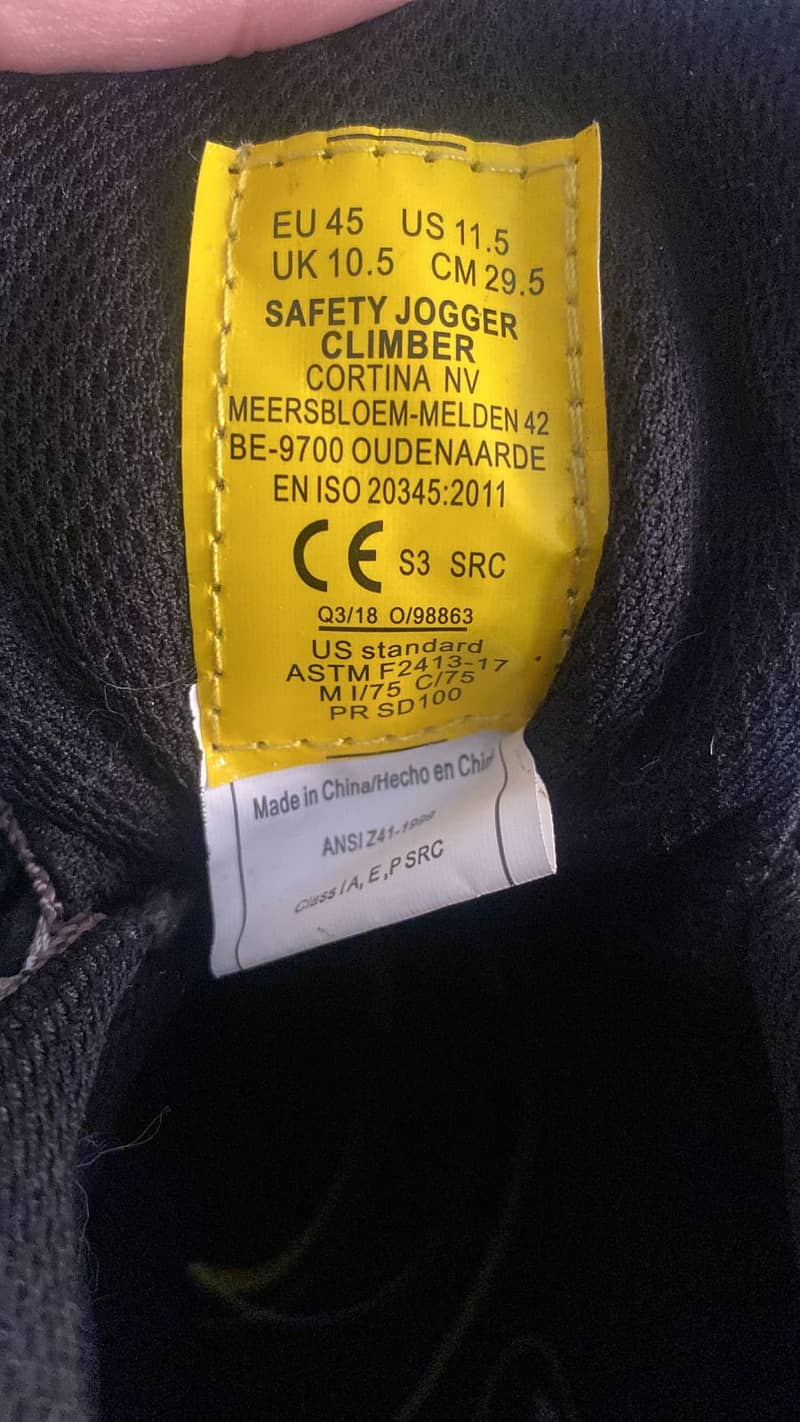 EU 45 US 11.5
UK 10.5 CM 29.5
SAFETY JOGGER
CLIMBER
CORTINA NV
MEERSBLOEM-MELDEN 42
BE-9700 OUDENAARDE
EN ISO 20345:2011
CE S3 SRC
Q3/18 O/98863
US standard
ASTM F2413-17
M I/75 C/75
PR SD100
Made in China/Hecho en
ANSI Z41-1999
Class I A, E ,P SRC